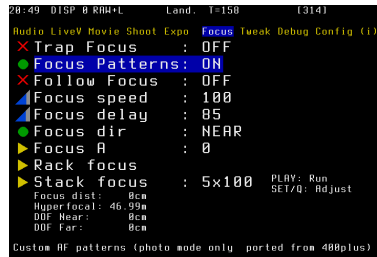 20:49 DISP 0 RAW+L Land. T=158 [314]
Audio LiveV Movie Shoot Expo Focus Tweak Debug Config (i)
Trap Focus : OFF
Focus Patterns: ON
Follow Focus : OFF
Focus speed : 100
Focus delay : 85
Focus dir : NEAR
Focus A : 0
Rack focus
Stack focus : 5x100
PLAY: Run
SET/Q: Adjust
Focus dist: 0cm
Hyperfocal: 46.99m
DOF Near: 0cm
DOF Far: 0cm
Custom AF patterns (photo mode only ported from 400plus)